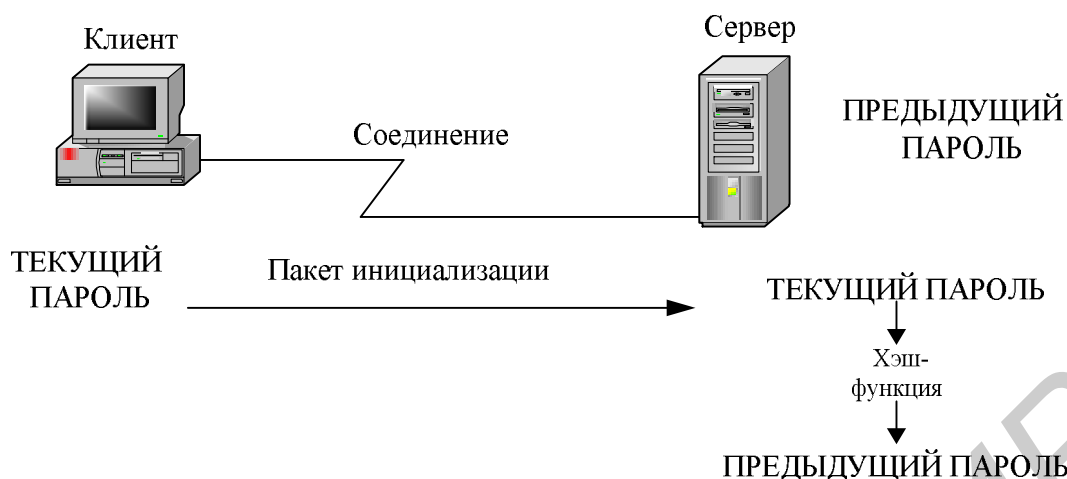 Клиент
Сервер
Соединение
ПРЕДЫДУЩИЙ
ПАРОЛЬ
ТЕКУЩИЙ
ПАРОЛЬ
Пакет инициализации
ТЕКУЩИЙ ПАРОЛЬ
Хэш-
функция
ПРЕДЫДУЩИЙ ПАРОЛЬ